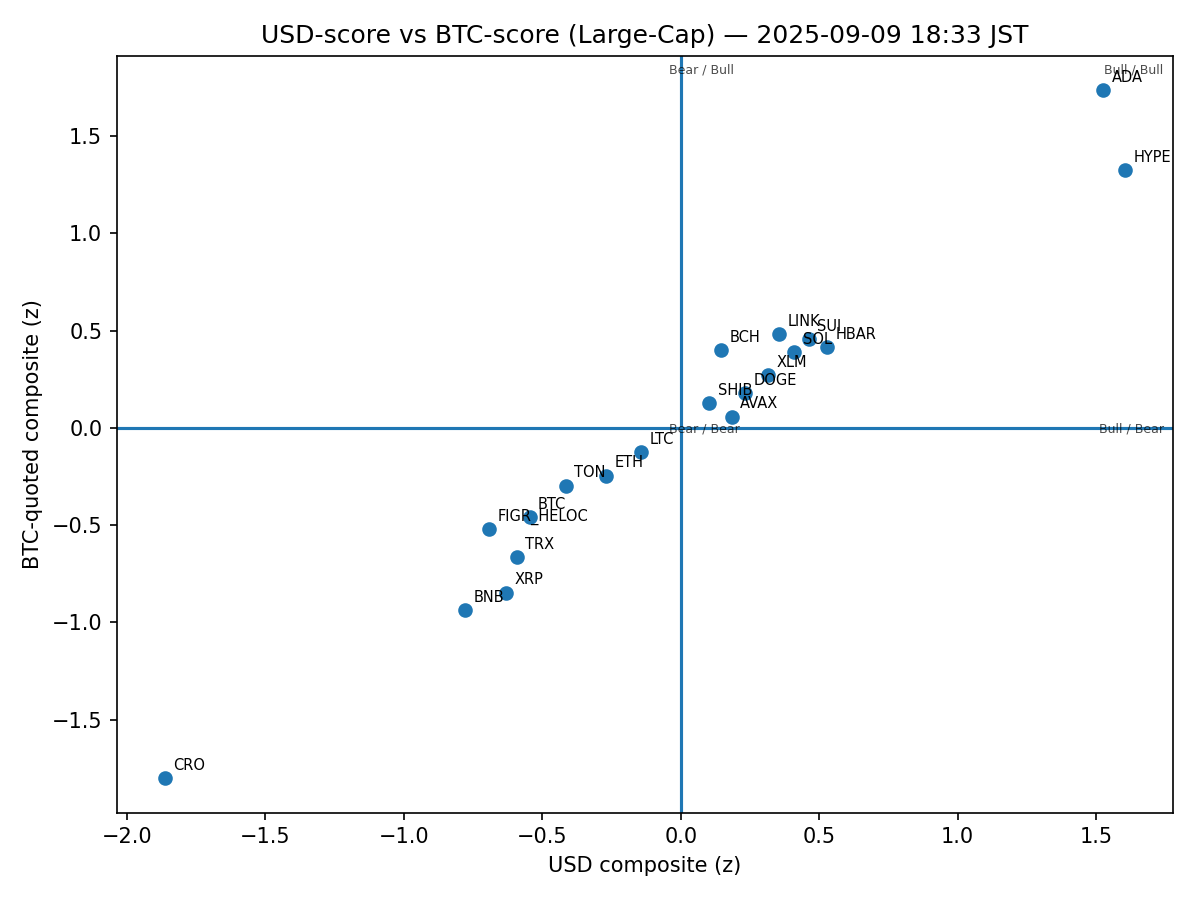 USD-score vs BTC-score (Large-Cap) — 2025-09-09 18:33 JST
Bear / Bull
Bull / Bull
ADA
HYPE
LINK
SUI
HBAR
BCH
SOL
XLM
DOGE
SHIB
AVAX
Bear / Bear
Bull / Bear
LTC
ETH
TON
BTC
FIGR_HELOC
TRX
XRP
BNB
CRO
1.5
1.0
0.5
0.0
−0.5
−1.0
−1.5
BTC-quoted composite (z)
−2.0
−1.5
−1.0
−0.5
0.0
0.5
1.0
1.5
USD composite (z)